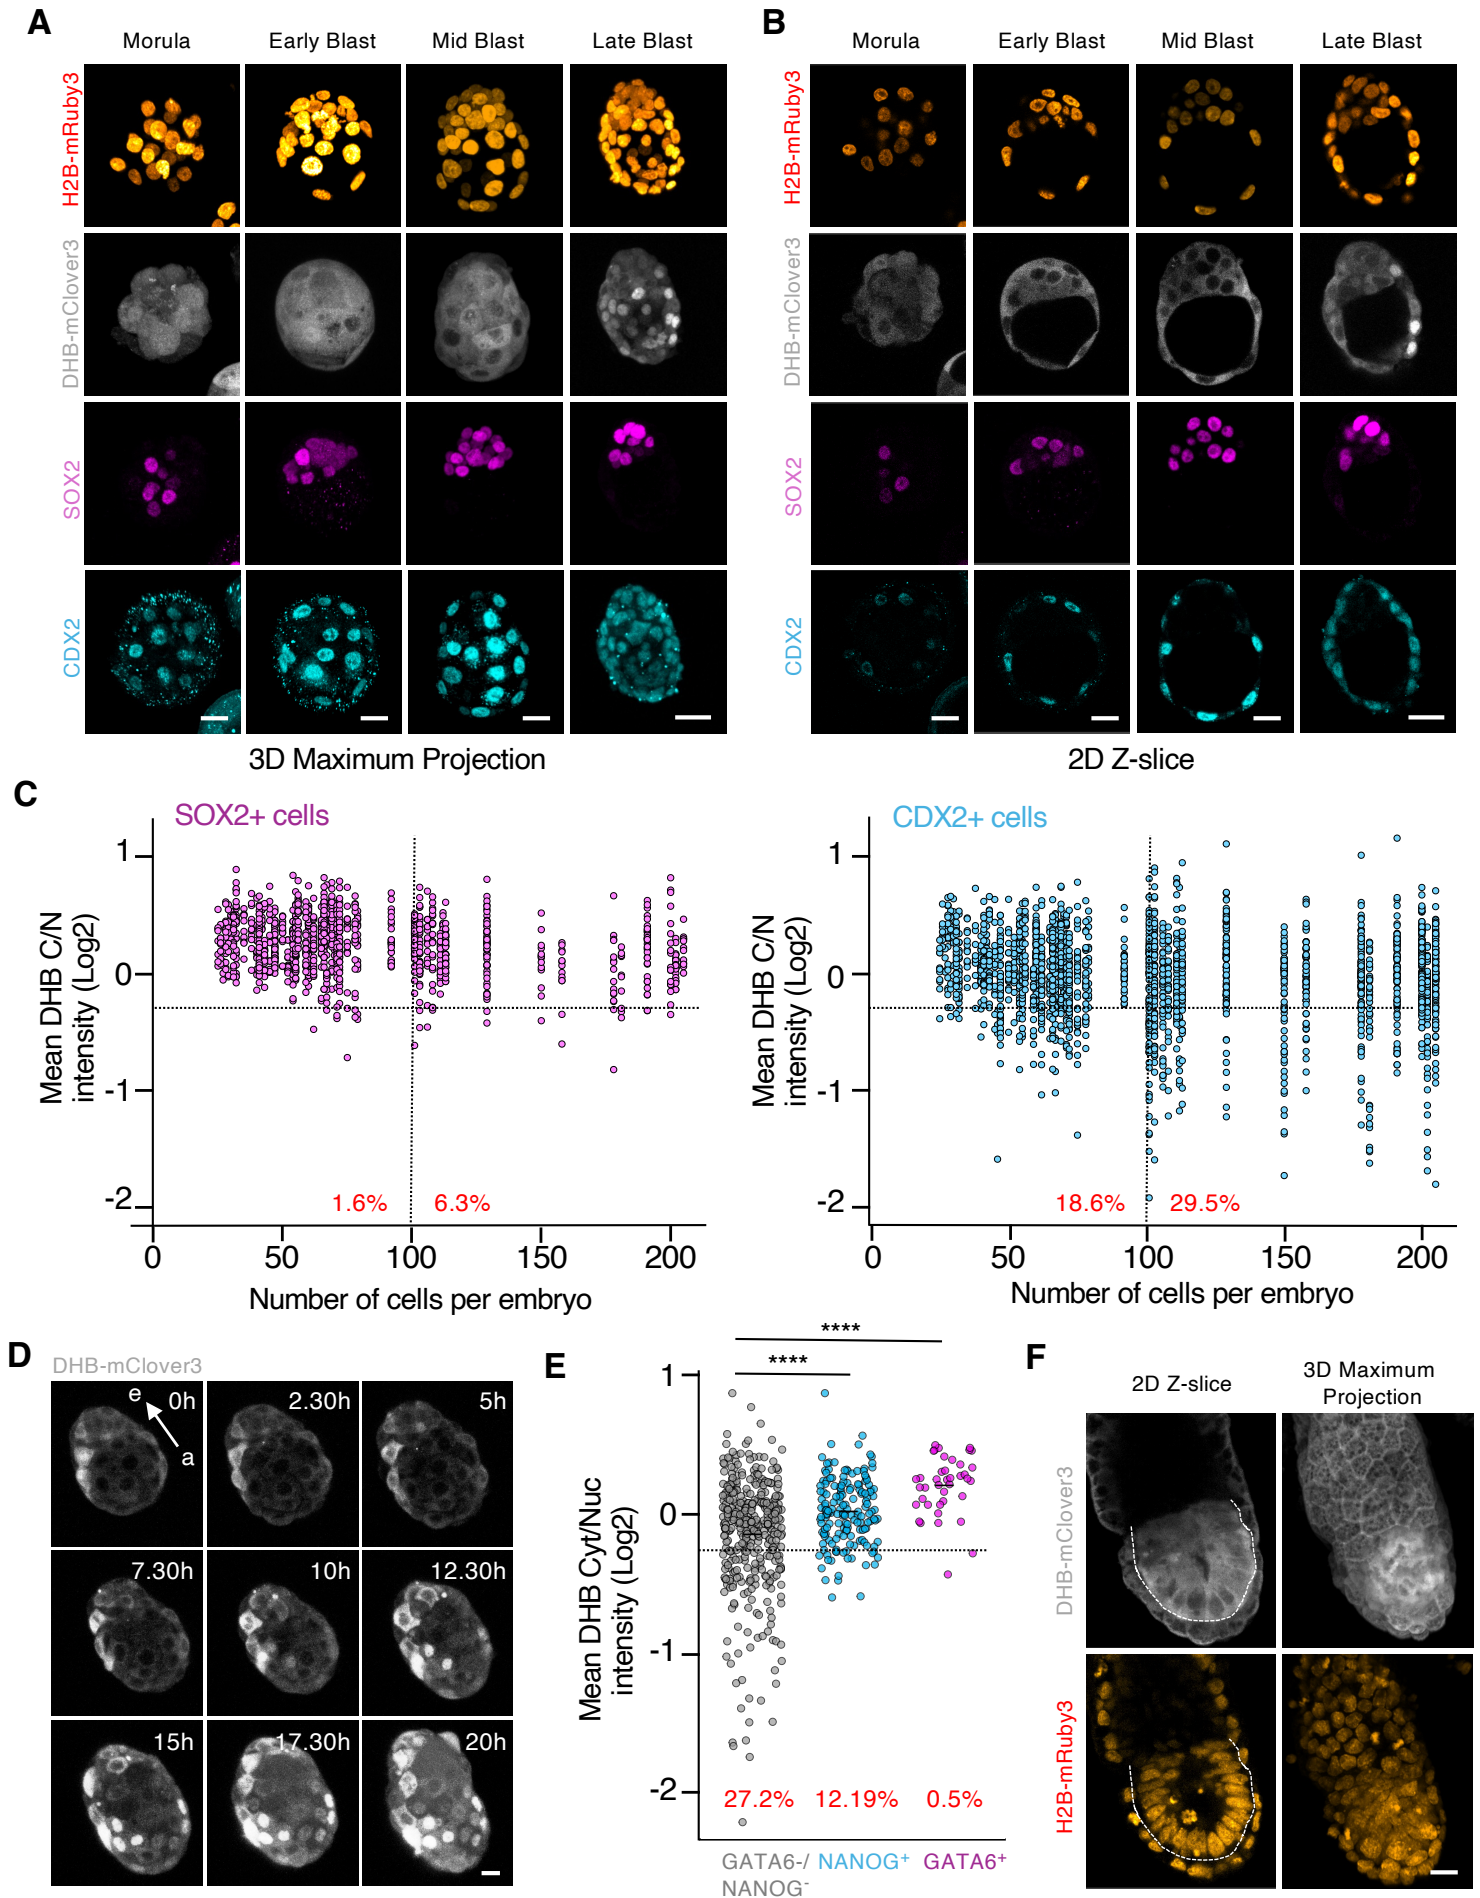 A
Morula
Early Blast
Mid Blast
Late Blast
H2B-mRuby3
DHB-mClover3
SOX2
CDX2
3D Maximum Projection
B
Morula
Early Blast
Mid Blast
Late Blast
H2B-mRuby3
DHB-mClover3
SOX2
CDX2
2D Z-slice
C
SOX2+ cells
Mean DHB C/N
intensity (Log2)
1
0
-1
-2
1.6%
6.3%
0
50
100
150
200
Number of cells per embryo
CDX2+ cells
Mean DHB C/N
intensity (Log2)
1
0
-1
-2
18.6%
29.5%
0
50
100
150
200
Number of cells per embryo
D
DHB-mClover3
e
a
0h
2.30h
5h
7.30h
10h
12.30h
15h
17.30h
20h
E
****
****
Mean DHB Cyt/Nuc
intensity (Log2)
1
0
-1
-2
27.2%
12.19%
0.5%
GATA6-/
NANOG-
NANOG+
GATA6+
F
2D Z-slice
3D Maximum
Projection
DHB-mClover3
H2B-mRuby3